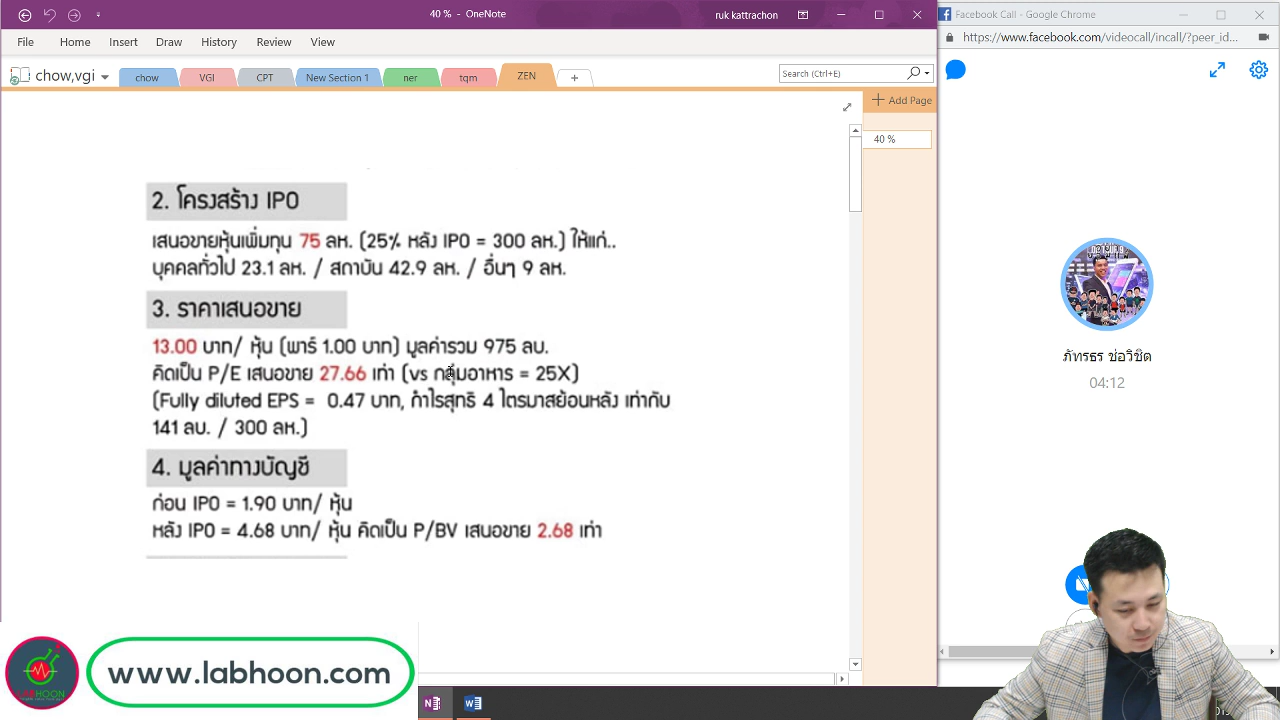 40 % - OneNote
ruk kattrachon
File Home Insert Draw History Review View
chow,vgi
chow VGI CPT New Section 1 ner tqm ZEN
Search (Ctrl+E)
Add Page
40 %
2. โครงสร้าง IPO
เสนอขายหุ้นเพิ่มทุน 75 ลห. (25% หลัง IPO = 300 ลห.) ให้แก่..
บุคคลทั่วไป 23.1 ลห. / สถาบัน 42.9 ลห. / อื่นๆ 9 ลห.
3. ราคาเสนอขาย
13.00 บาท/ หุ้น (พาร์ 1.00 บาท) มูลค่ารวม 975 ลบ.
คิดเป็น P/E เสนอขาย 27.66 เท่า (vs กลุ่มอาหาร = 25X)
(Fully diluted EPS = 0.47 บาท, กำไรสุทธิ 4 ไตรมาสย้อนหลัง เท่ากับ
141 ลบ. / 300 ลห.)
4. มูลค่าทางบัญชี
ก่อน IPO = 1.90 บาท/ หุ้น
หลัง IPO = 4.68 บาท/ หุ้น คิดเป็น P/BV เสนอขาย 2.68 เท่า
LABHOON
www.labhoon.com
Facebook Call - Google Chrome
https://www.facebook.com/videocall/incall/?peer_id...
ภัทรธร ช่อวิชิต
04:12